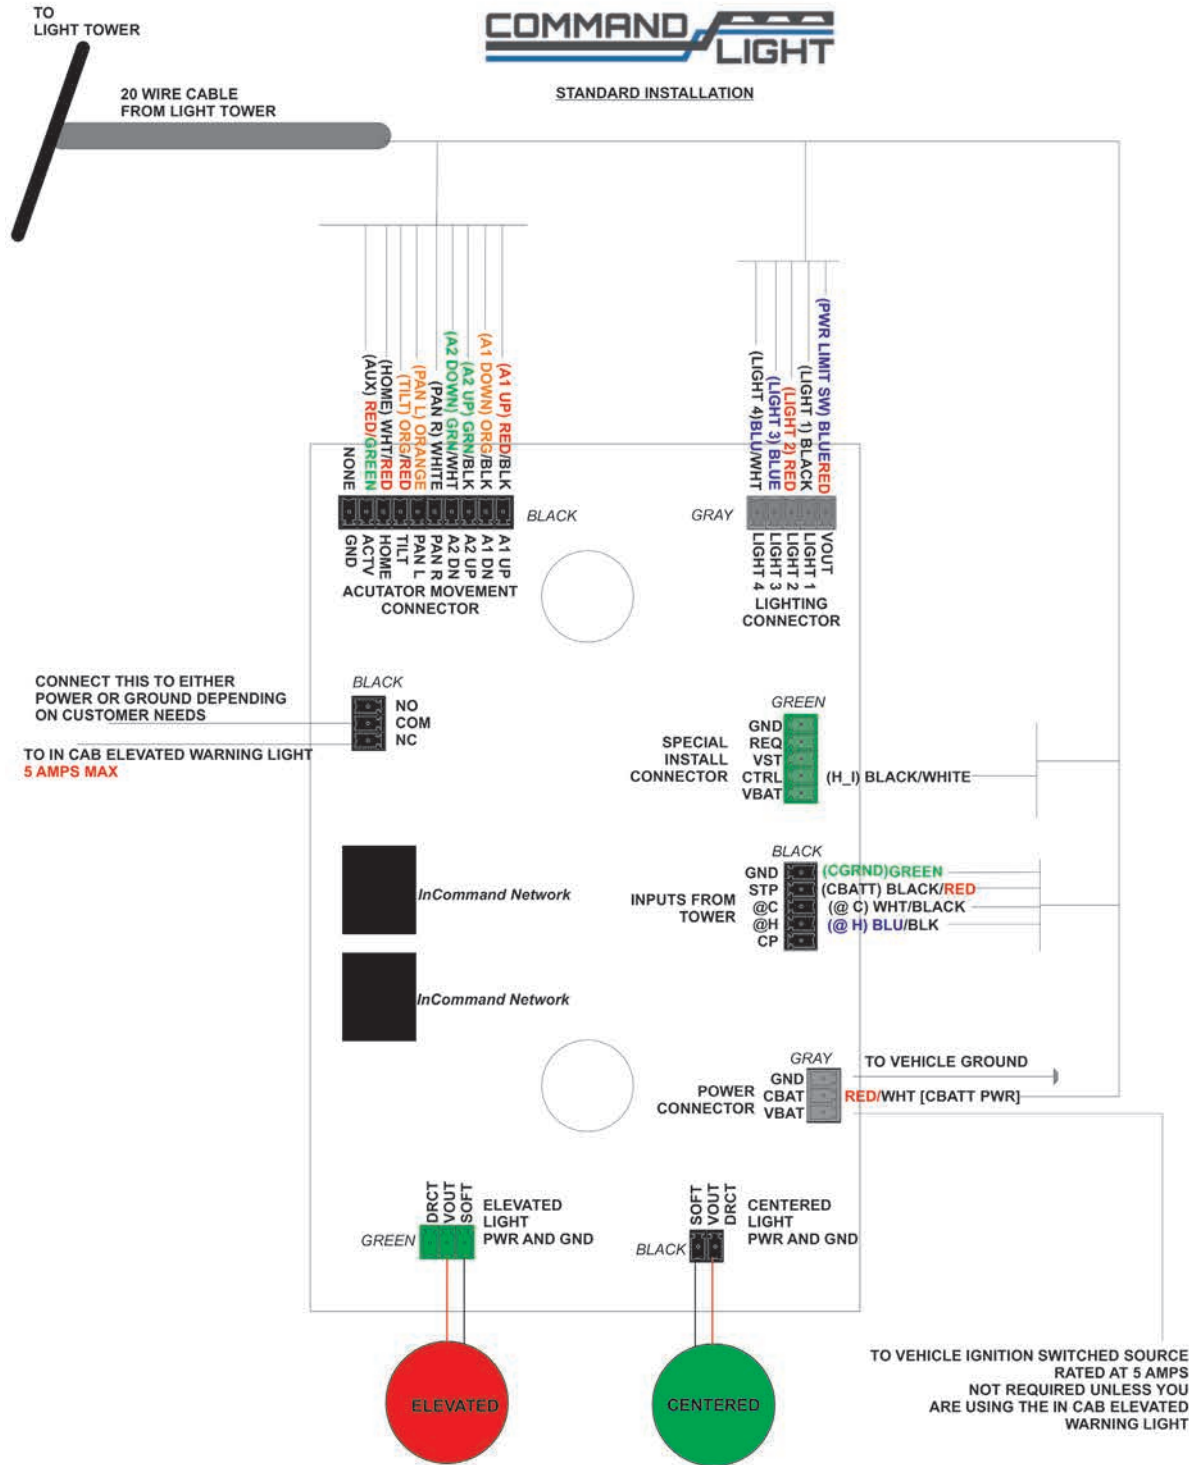 TO
LIGHT TOWER
COMMAND
LIGHT
STANDARD INSTALLATION
20 WIRE CABLE
FROM LIGHT TOWER
NONE
(AUX) RED/GREEN
(HOME) WHT/RED
(TILT) ORG/RED
(PAN L) ORANGE
(PAN R) WHITE
(A2 DOWN) GRN/WHT
(A2 UP) GRN/BLK
(A1 DOWN) ORG/BLK
(A1 UP) RED/BLK
BLACK
GND
ACTV
HOME
TILT
PAN L
PAN R
A2 DN
A2 UP
A1 DN
A1 UP
ACUTATOR MOVEMENT
CONNECTOR
(LIGHT 4)BLU/WHT
(LIGHT 3) BLUE
(LIGHT 2) RED
(LIGHT 1) BLACK
(PWR LIMIT SW) BLUERED
GRAY
LIGHT 4
LIGHT 3
LIGHT 2
LIGHT 1
VOUT
LIGHTING
CONNECTOR
CONNECT THIS TO EITHER
POWER OR GROUND DEPENDING
ON CUSTOMER NEEDS
BLACK
NO
COM
NC
TO IN CAB ELEVATED WARNING LIGHT
5 AMPS MAX
GREEN
SPECIAL
INSTALL
CONNECTOR
GND
REQ
VST
CTRL
VBAT
(H_I) BLACK/WHITE
BLACK
INPUTS FROM
TOWER
GND
STP
@C
@H
CP
(CGRND)GREEN
(CBATT) BLACK/RED
(@ C) WHT/BLACK
(@ H) BLU/BLK
InCommand Network
InCommand Network
GRAY
POWER
CONNECTOR
GND
CBAT
VBAT
TO VEHICLE GROUND
RED/WHT [CBATT PWR]
DRCT
VOUT
SOFT
ELEVATED
LIGHT
PWR AND GND
GREEN
SOFT
VOUT
DRCT
CENTERED
LIGHT
PWR AND GND
BLACK
ELEVATED
CENTERED
TO VEHICLE IGNITION SWITCHED SOURCE
RATED AT 5 AMPS
NOT REQUIRED UNLESS YOU
ARE USING THE IN CAB ELEVATED
WARNING LIGHT